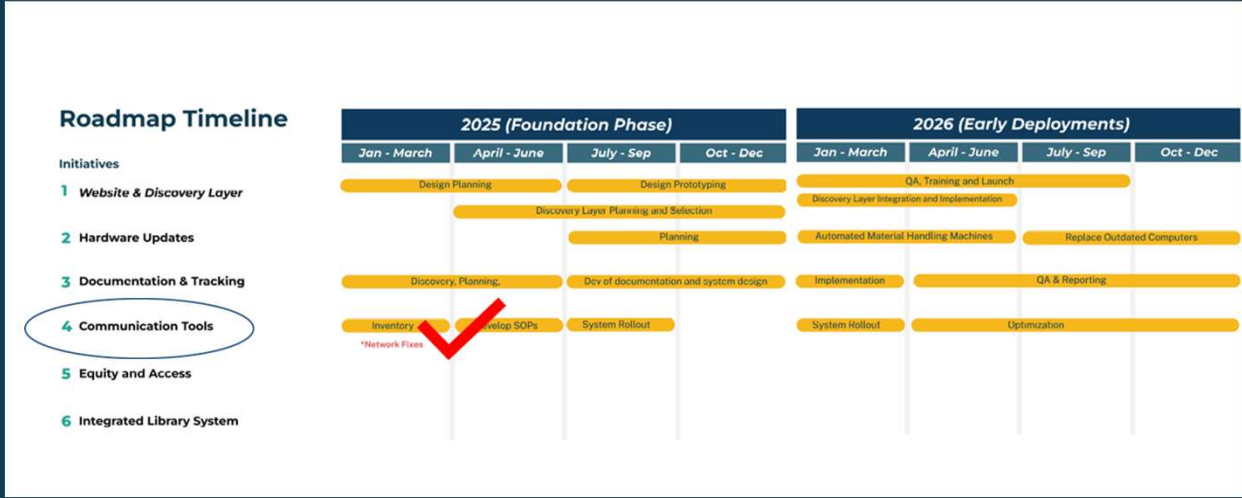 Roadmap Timeline
2025 (Foundation Phase)
2026 (Early Deployments)
Jan - March
April - June
July - Sep
Oct - Dec
Jan - March
April - June
July - Sep
Oct - Dec
Initiatives
1 Website & Discovery Layer
Design Planning
Design Prototyping
QA, Training and Launch
Discovery Layer Integration and Implementation
Discovery Layer Planning and Selection
2 Hardware Updates
Planning
Automated Material Handling Machines
Replace Outdated Computers
3 Documentation & Tracking
Discovery, Planning,
Dev of documentation and system design
Implementation
QA & Reporting
4 Communication Tools
Inventory
velop SOPs
System Rollout
System Rollout
Optimization
*Network Fixes
5 Equity and Access
6 Integrated Library System